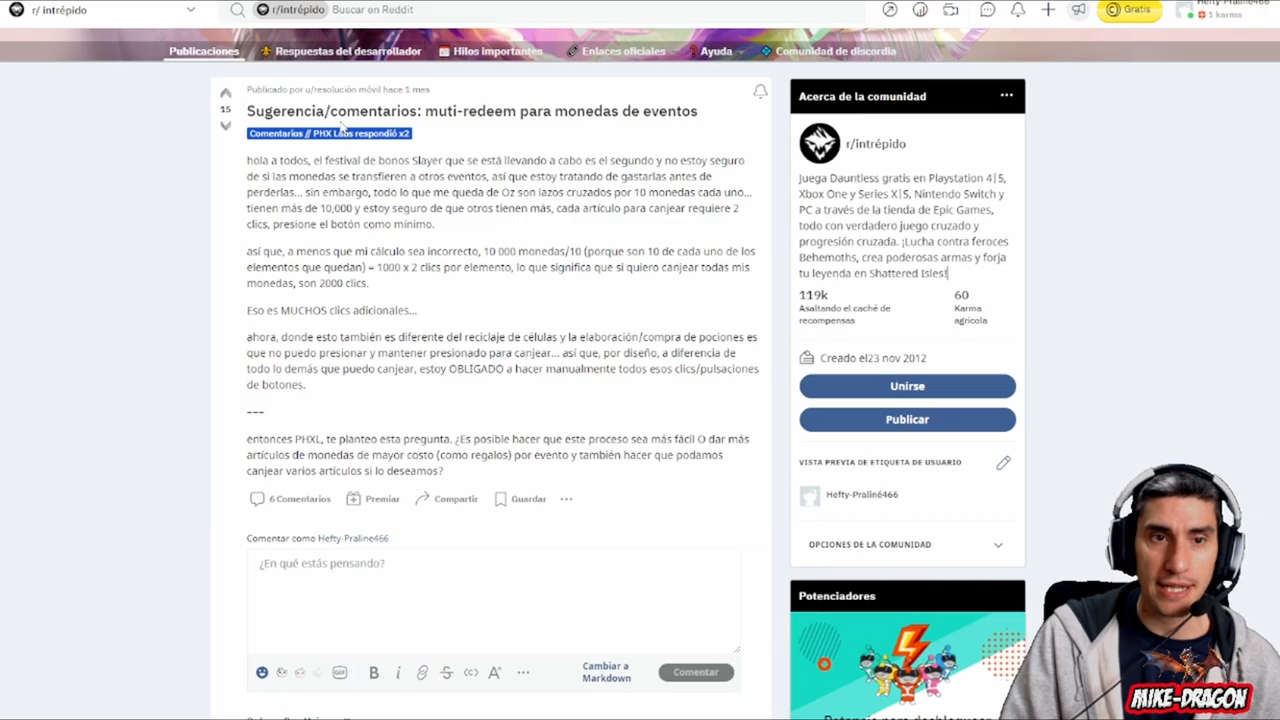 r/ intrépido
r/intrépido Buscar en Reddit
Gratis
Hefty-Praline466
1 karma
Publicaciones
Respuestas del desarrollador
Hilos importantes
Enlaces oficiales
Ayuda
Comunidad de discordia
Publicado por u/resolución móvil hace 1 mes
15
Sugerencia/comentarios: muti-redeem para monedas de eventos
Comentarios // PHX Labs respondió x2
hola a todos, el festival de bonos Slayer que se está llevando a cabo es el segundo y no estoy seguro
de si las monedas se transfieren a otros eventos, así que estoy tratando de gastarlas antes de
perderlas... sin embargo, todo lo que me queda de Oz son lazos cruzados por 10 monedas cada uno...
tienen más de 10,000 y estoy seguro de que otros tienen más, cada artículo para canjear requiere 2
clics, presione el botón como mínimo.
así que, a menos que mi cálculo sea incorrecto, 10 000 monedas/10 (porque son 10 de cada uno de los
elementos que quedan) = 1000 x 2 clics por elemento, lo que significa que si quiero canjear todas mis
monedas, son 2000 clics.
Eso es MUCHOS clics adicionales...
ahora, donde esto también es diferente del reciclaje de células y la elaboración/compra de pociones es
que no puedo presionar y mantener presionado para canjear... así que, por diseño, a diferencia de
todo lo demás que puedo canjear, estoy OBLIGADO a hacer manualmente todos esos clics/pulsaciones
de botones.
---
entonces PHXL, te planteo esta pregunta. ¿Es posible hacer que este proceso sea más fácil O dar más
artículos de monedas de mayor costo (como regalos) por evento y también hacer que podamos
canjear varios artículos si lo deseamos?
6 Comentarios
Premiar
Compartir
Guardar
Comentar como Hefty-Praline466
¿En qué estás pensando?
GIF
B i
Cambiar a
Markdown
Comentar
Acerca de la comunidad
r/intrépido
Juega Dauntless gratis en Playstation 4|5,
Xbox One y Series X|S, Nintendo Switch y
PC a través de la tienda de Epic Games,
todo con verdadero juego cruzado y
progresión cruzada. ¡Lucha contra feroces
Behemoths, crea poderosas armas y forja
tu leyenda en Shattered Isles!
119k
60
Asaltando el caché de
recompensas
Karma
agrícola
Creado el23 nov 2012
Unirse
Publicar
VISTA PREVIA DE ETIQUETA DE USUARIO
Hefty-Praline466
OPCIONES DE LA COMUNIDAD
Potenciadores
MIKE-DRAGON